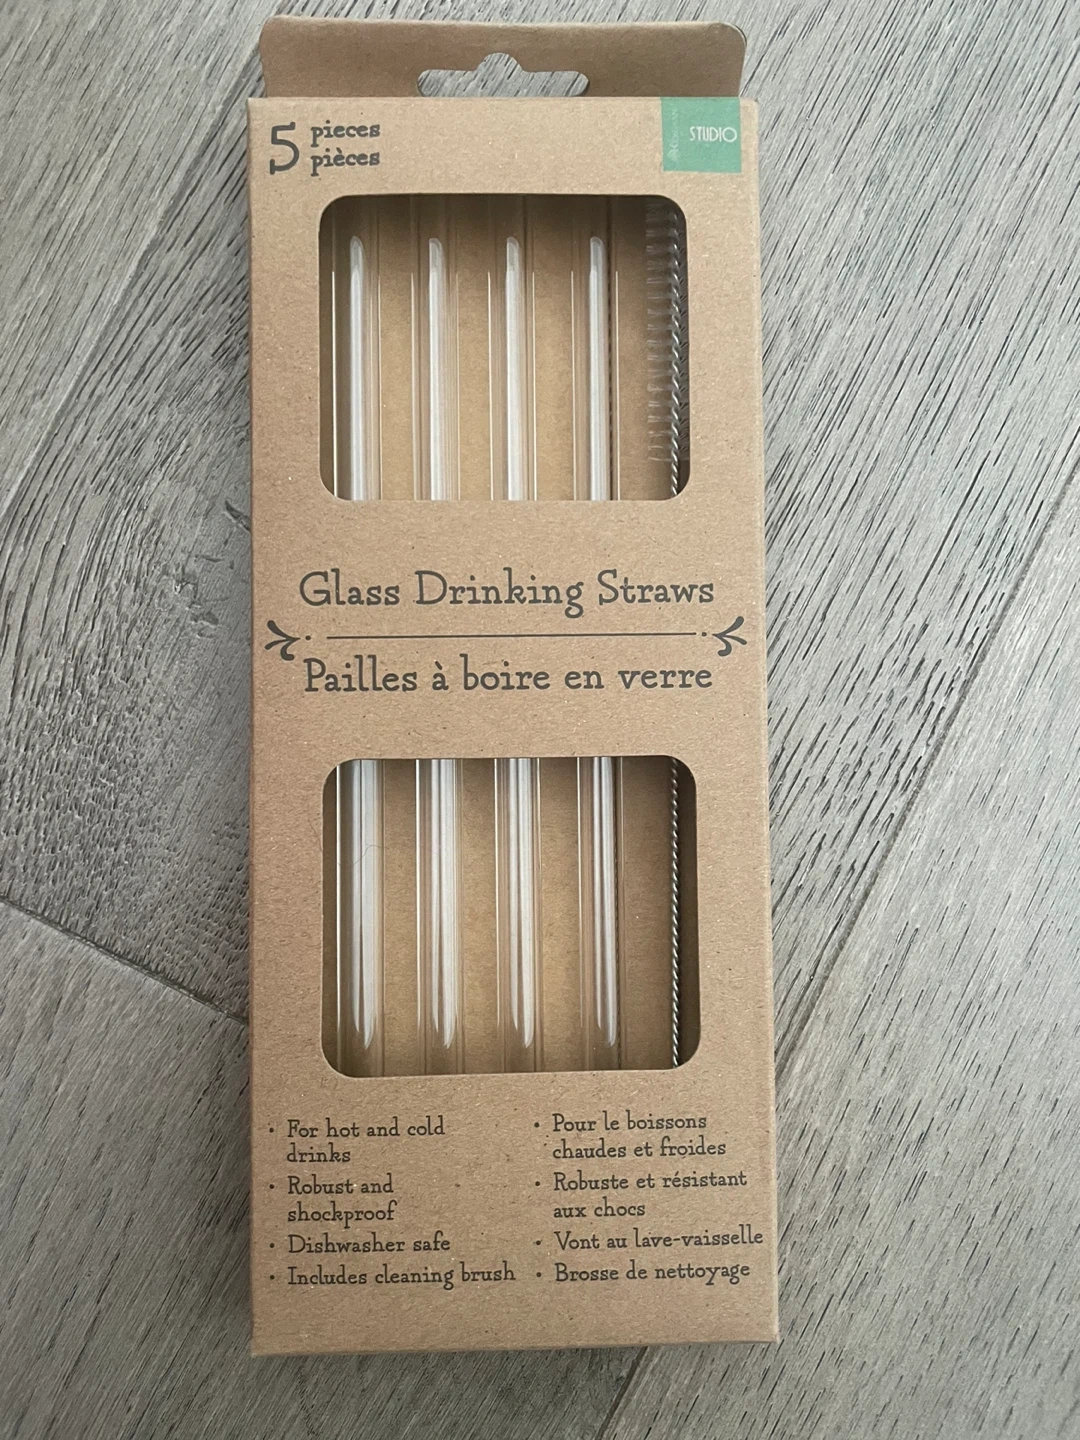 5 pieces
pièces
STUDIO
Glass Drinking Straws
Pailles à boire en verre
• For hot and cold
drinks
• Robust and
shockproof
• Dishwasher safe
• Includes cleaning brush
• Pour le boissons
chaudes et froides
• Robuste et résistant
aux chocs
• Vont au lave-vaisselle
• Brosse de nettoyage